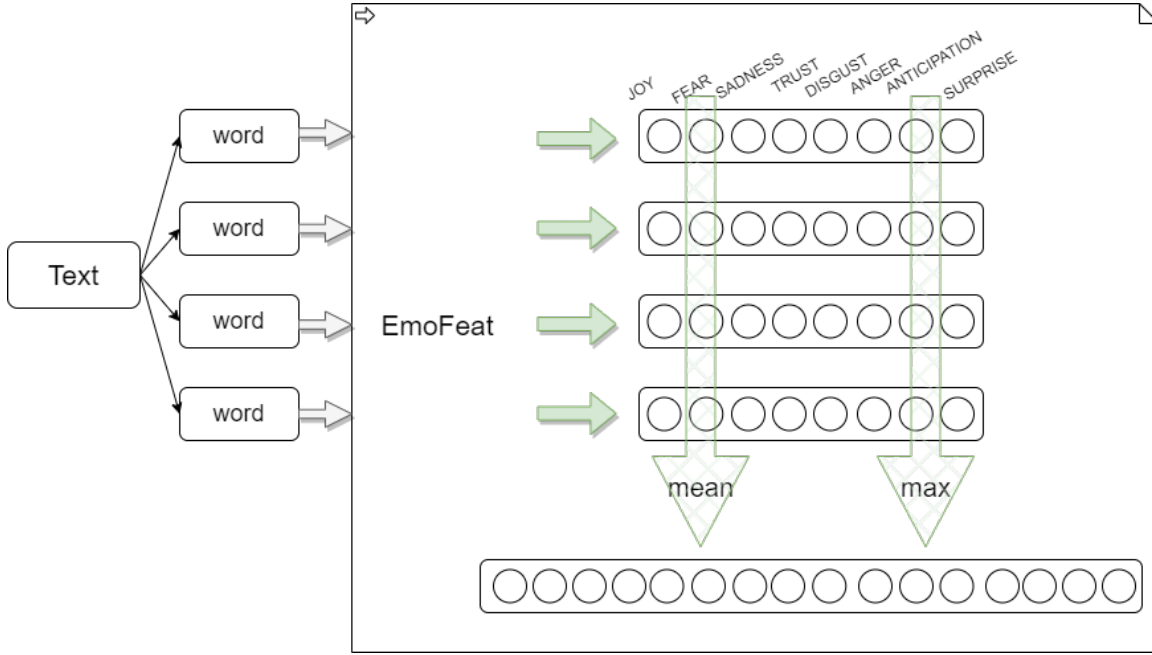 JOY
FEAR
SADNESS
TRUST
DISGUST
ANGER
ANTICIPATION
SURPRISE
word
word
Text
word
EmoFeat
word
mean
max